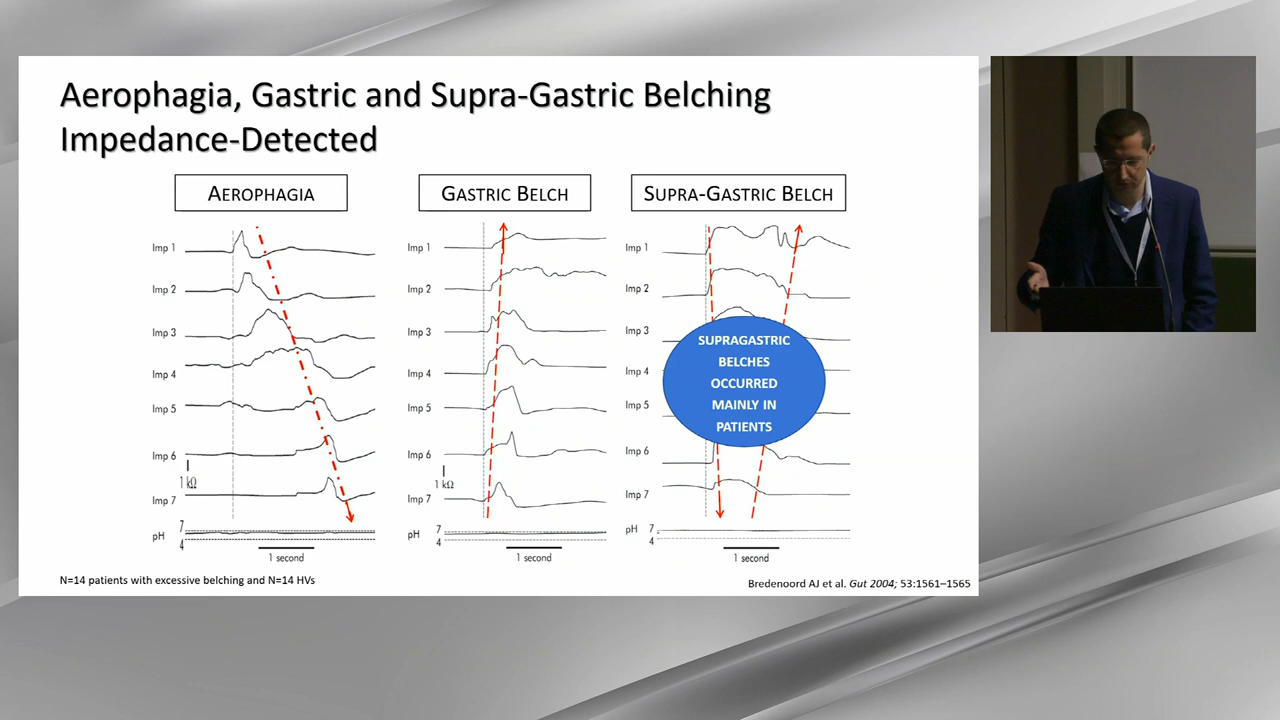 Aerophagia, Gastric and Supra-Gastric Belching
Impedance-Detected
AEROPHAGIA
Imp 1
Imp 2
Imp 3
Imp 4
Imp 5
Imp 6
1 kΩ
Imp 7
pH
7
4
1 second
GASTRIC BELCH
Imp 1
Imp 2
Imp 3
Imp 4
Imp 5
Imp 6
1 kΩ
Imp 7
pH
7
4
1 second
SUPRA-GASTRIC BELCH
Imp 1
Imp 2
Imp 3
Imp 4
Imp 5
Imp 6
Imp 7
pH
7
4
1 second
SUPRAGASTRIC
BELCHES
OCCURRED
MAINLY IN
PATIENTS
N=14 patients with excessive belching and N=14 HVs
Bredenoord AJ et al. Gut 2004; 53:1561–1565